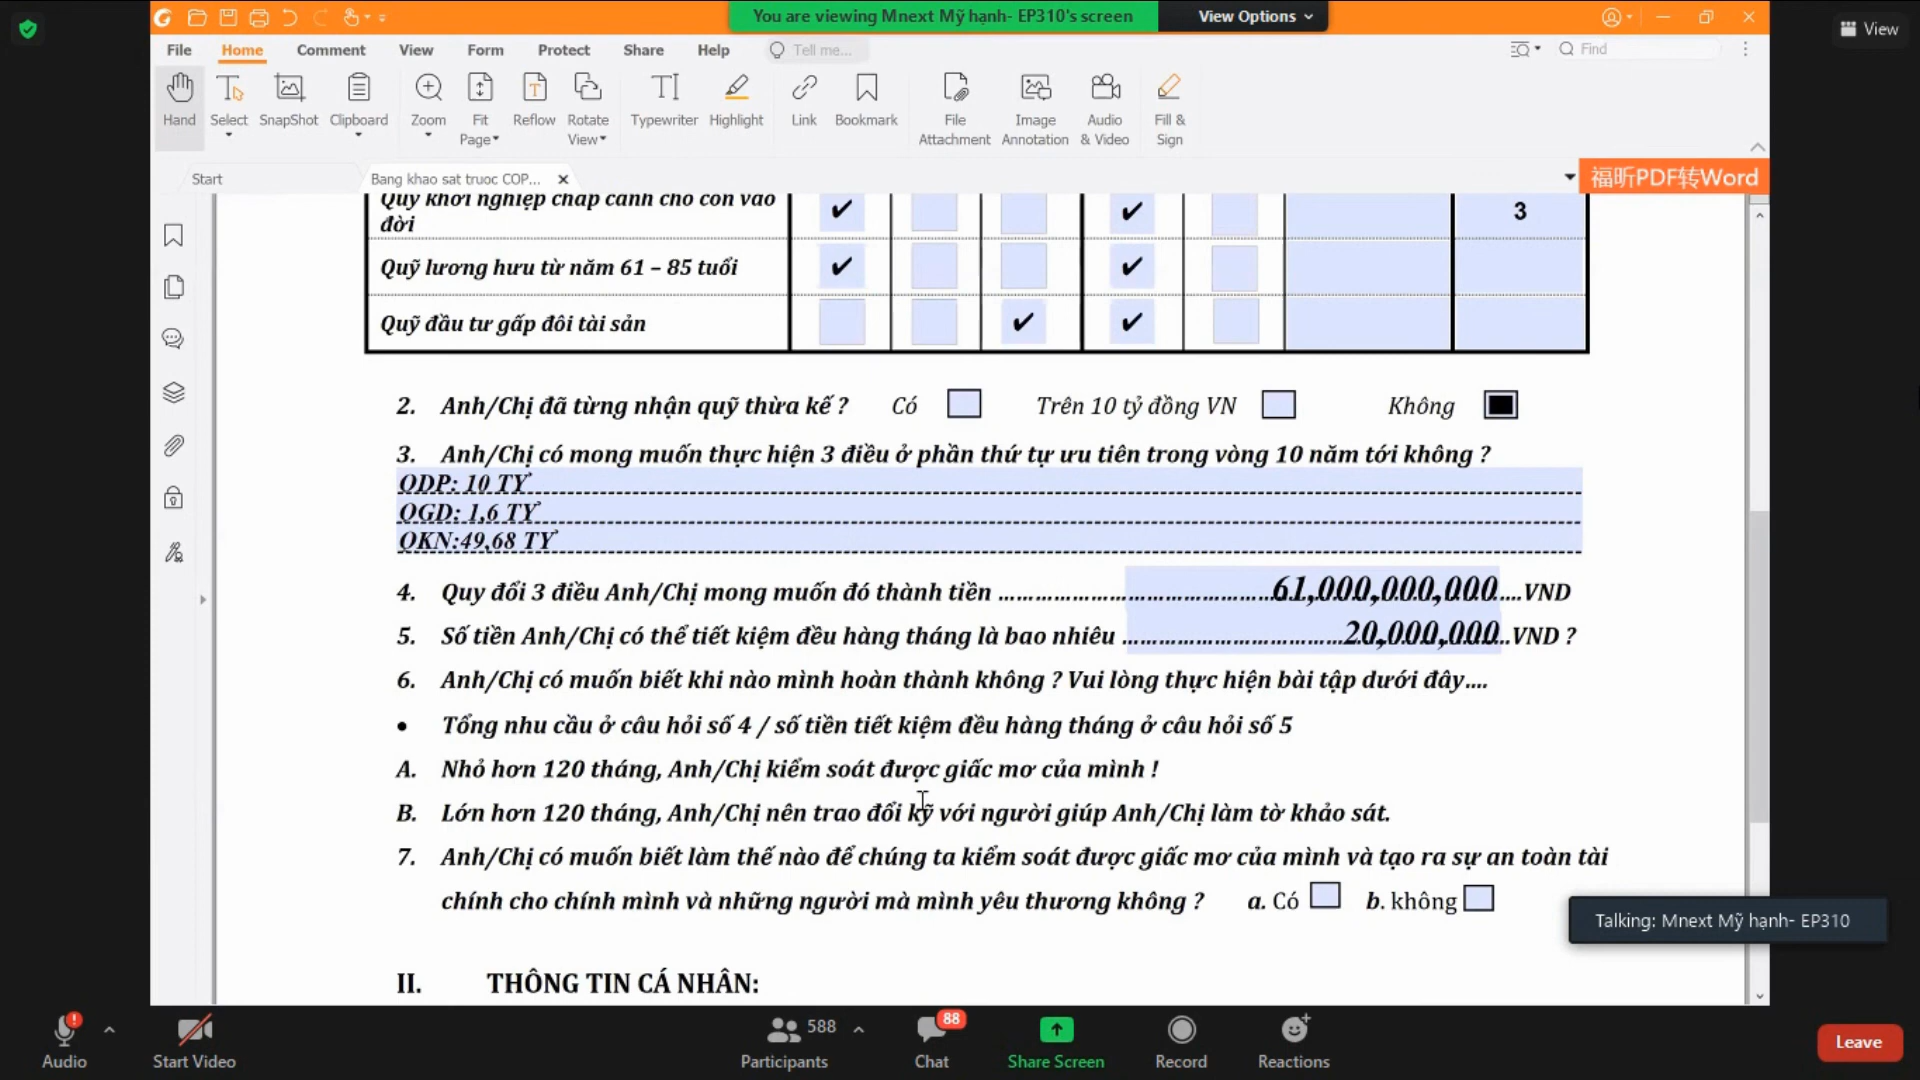 You are viewing Mnext Mỹ hạnh- EP310's screen
View Options
View
File Home Comment View Form Protect Share Help Tell me... Find
Hand Select SnapShot Clipboard Zoom Fit Page Reflow Rotate View Typewriter Highlight Link Bookmark File Attachment Image Annotation Audio & Video Fill & Sign
Start Bang khao sat truoc COP... 福昕PDF转Word
Quỹ khởi nghiệp chắp cánh cho con vào
đời ✔ ✔ 3
Quỹ lương hưu từ năm 61 – 85 tuổi ✔ ✔
Quỹ đầu tư gấp đôi tài sản ✔ ✔
2. Anh/Chị đã từng nhận quỹ thừa kế ? Có Trên 10 tỷ đồng VN Không
3. Anh/Chị có mong muốn thực hiện 3 điều ở phần thứ tự ưu tiên trong vòng 10 năm tới không ?
QDP: 10 TỶ
QGD: 1,6 TỶ
QKN:49,68 TỶ
4. Quy đổi 3 điều Anh/Chị mong muốn đó thành tiền ........ 61,000,000,000 ....VND
5. Số tiền Anh/Chị có thể tiết kiệm đều hàng tháng là bao nhiêu ........ 20,000,000 ..VND ?
6. Anh/Chị có muốn biết khi nào mình hoàn thành không ? Vui lòng thực hiện bài tập dưới đây....
• Tổng nhu cầu ở câu hỏi số 4 / số tiền tiết kiệm đều hàng tháng ở câu hỏi số 5
A. Nhỏ hơn 120 tháng, Anh/Chị kiểm soát được giấc mơ của mình !
B. Lớn hơn 120 tháng, Anh/Chị nên trao đổi kỹ với người giúp Anh/Chị làm tờ khảo sát.
7. Anh/Chị có muốn biết làm thế nào để chúng ta kiểm soát được giấc mơ của mình và tạo ra sự an toàn tài
chính cho chính mình và những người mà mình yêu thương không ? a. Có b. không
Talking: Mnext Mỹ hạnh- EP310
II. THÔNG TIN CÁ NHÂN:
Audio Start Video Participants 588 Chat 88 Share Screen Record Reactions Leave